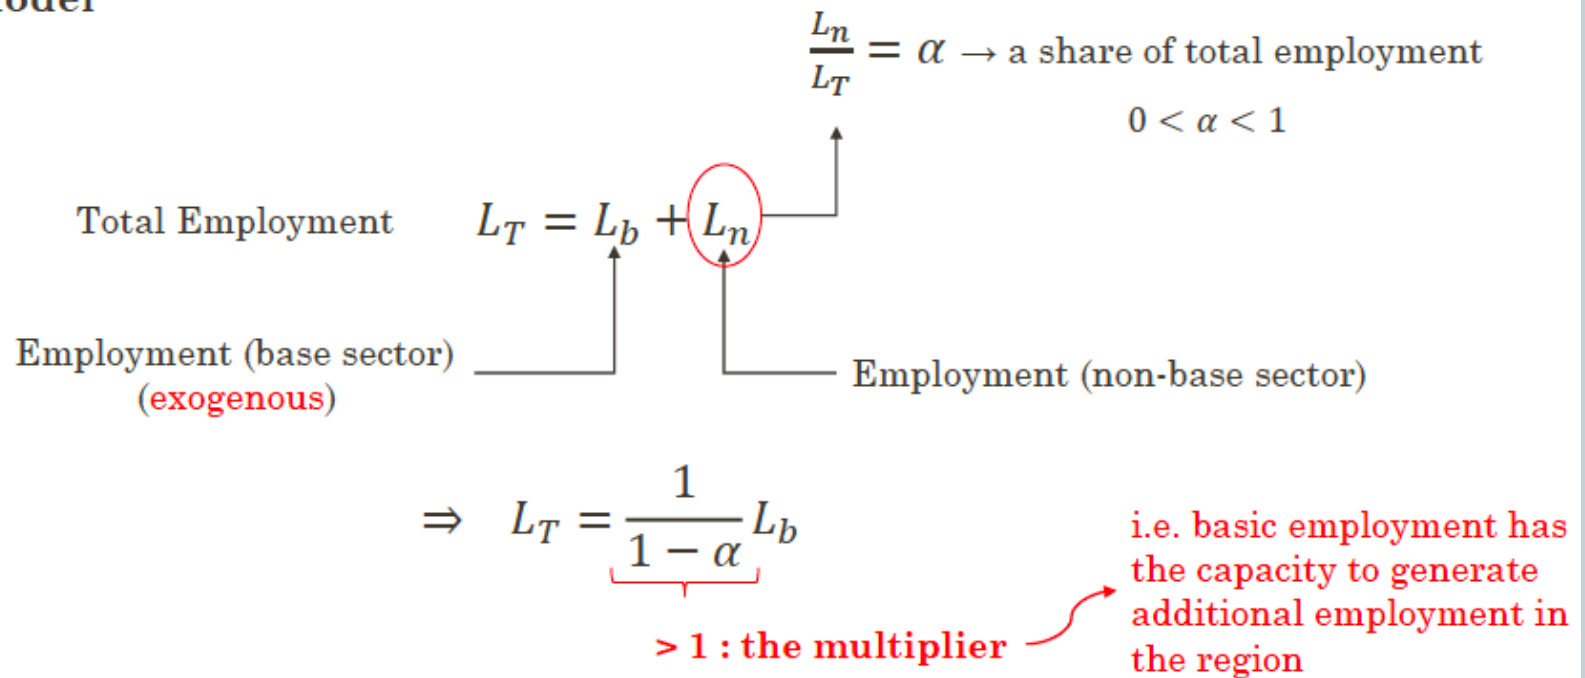 L_n / L_T = α → a share of total employment
0 < α < 1
Total Employment L_T = L_b + L_n
Employment (base sector)
(exogenous)
Employment (non-base sector)
⇒ L_T = 1 / (1 − α) L_b
> 1 : the multiplier
i.e. basic employment has
the capacity to generate
additional employment in
the region